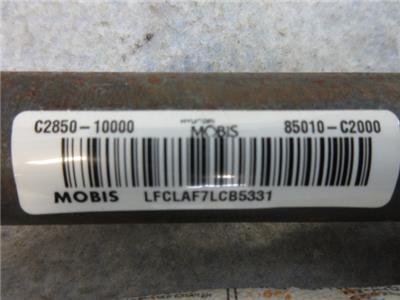 C2850-10000
HYUNDAI
MOBIS
85010-C2000
MOBIS LFCLAF7LCB5331